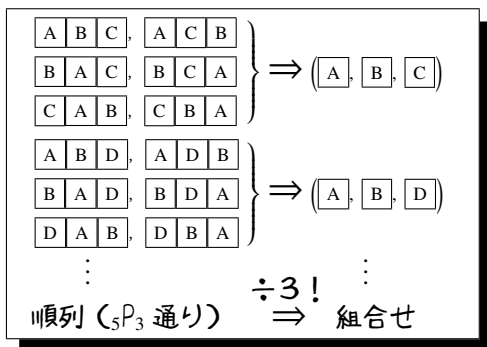 A B C, A C B
B A C, B C A ⇒ (A, B, C)
C A B, C B A
A B D, A D B
B A D, B D A ⇒ (A, B, D)
D A B, D B A
⋮ ⋮
÷3!
順列 (₅P₃ 通り) ⇒ 組合せ